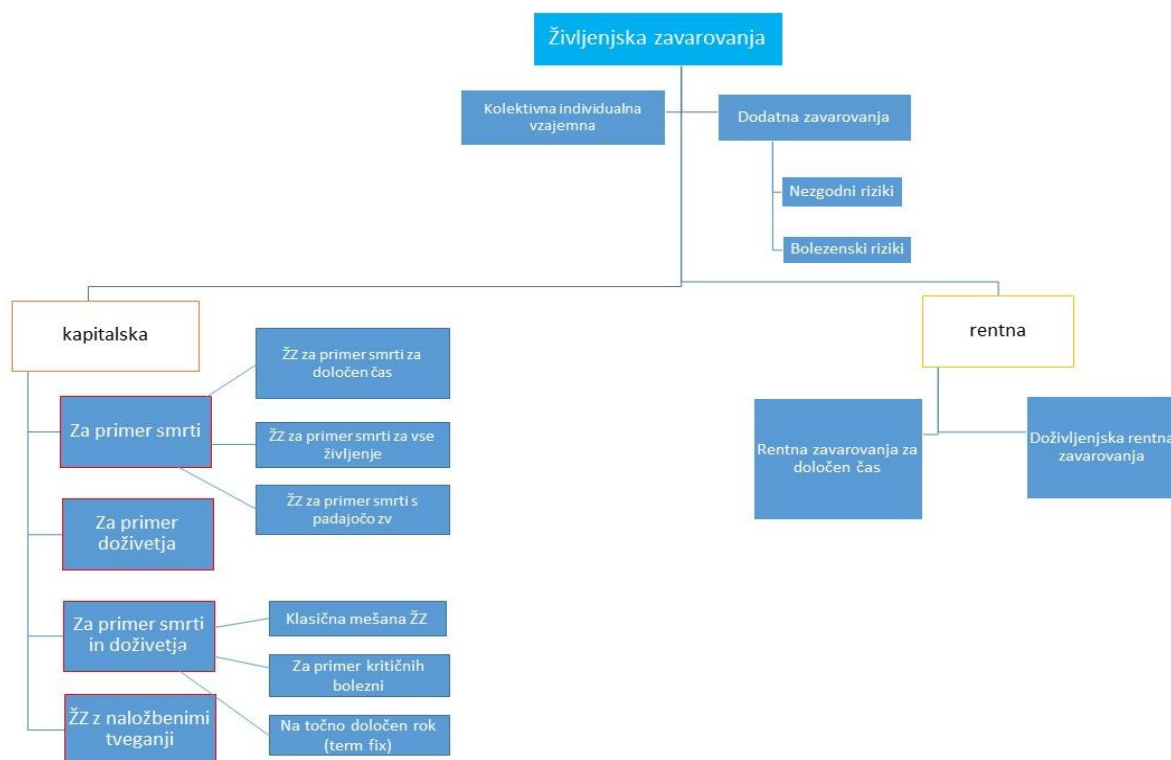 Življenjska zavarovanja
Kolektivna individualna
vzajemna
Dodatna zavarovanja
Nezgodni riziki
Bolezenski riziki
kapitalska
rentna
ŽZ za primer smrti za
določen čas
Za primer smrti
ŽZ za primer smrti za vse
življenje
ŽZ za primer smrti s
padajočo zv
Rentna zavarovanja za
določen čas
Doživljenjska rentna
zavarovanja
Za primer
doživetja
Za primer smrti
in doživetja
Klasična mešana ŽZ
Za primer kritičnih
bolezni
Na točno določen rok
(term fix)
ŽZ z naložbenimi
tveganji